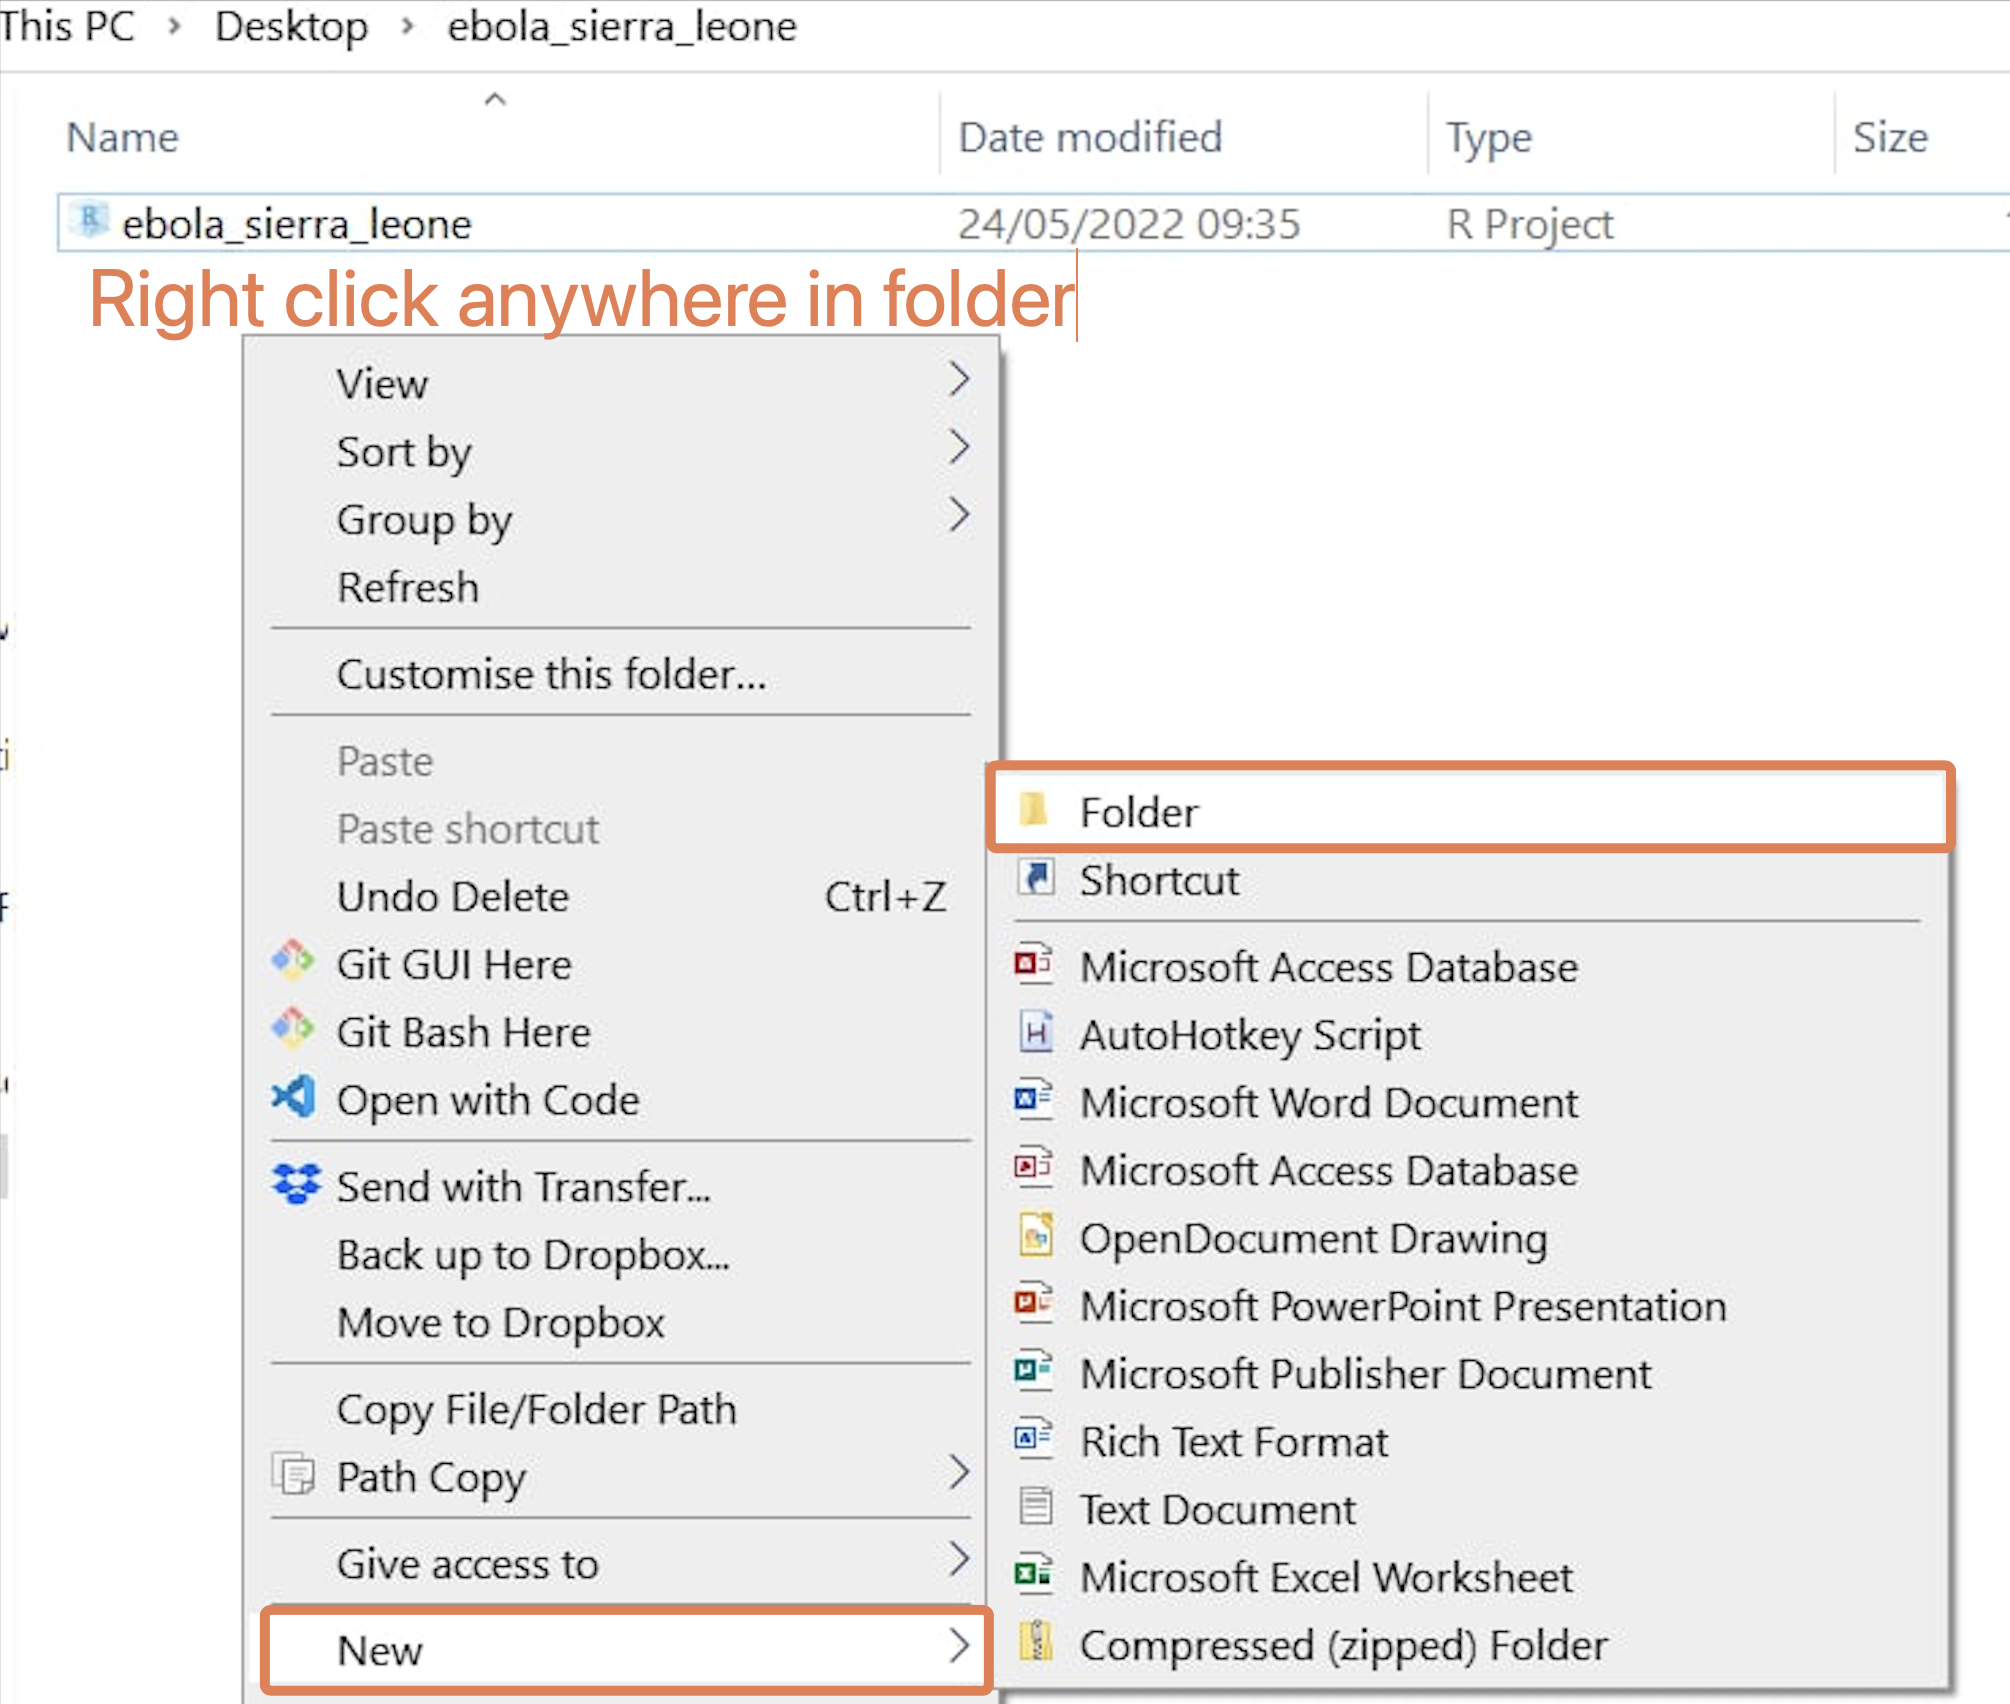 This PC > Desktop > ebola_sierra_leone
Name Date modified Type Size
ebola_sierra_leone 24/05/2022 09:35 R Project
Right click anywhere in folder
View
Sort by
Group by
Refresh
Customise this folder...
Paste
Paste shortcut
Undo Delete Ctrl+Z
Git GUI Here
Git Bash Here
Open with Code
Send with Transfer...
Back up to Dropbox...
Move to Dropbox
Copy File/Folder Path
Path Copy
Give access to
New
Folder
Shortcut
Microsoft Access Database
AutoHotkey Script
Microsoft Word Document
Microsoft Access Database
OpenDocument Drawing
Microsoft PowerPoint Presentation
Microsoft Publisher Document
Rich Text Format
Text Document
Microsoft Excel Worksheet
Compressed (zipped) Folder